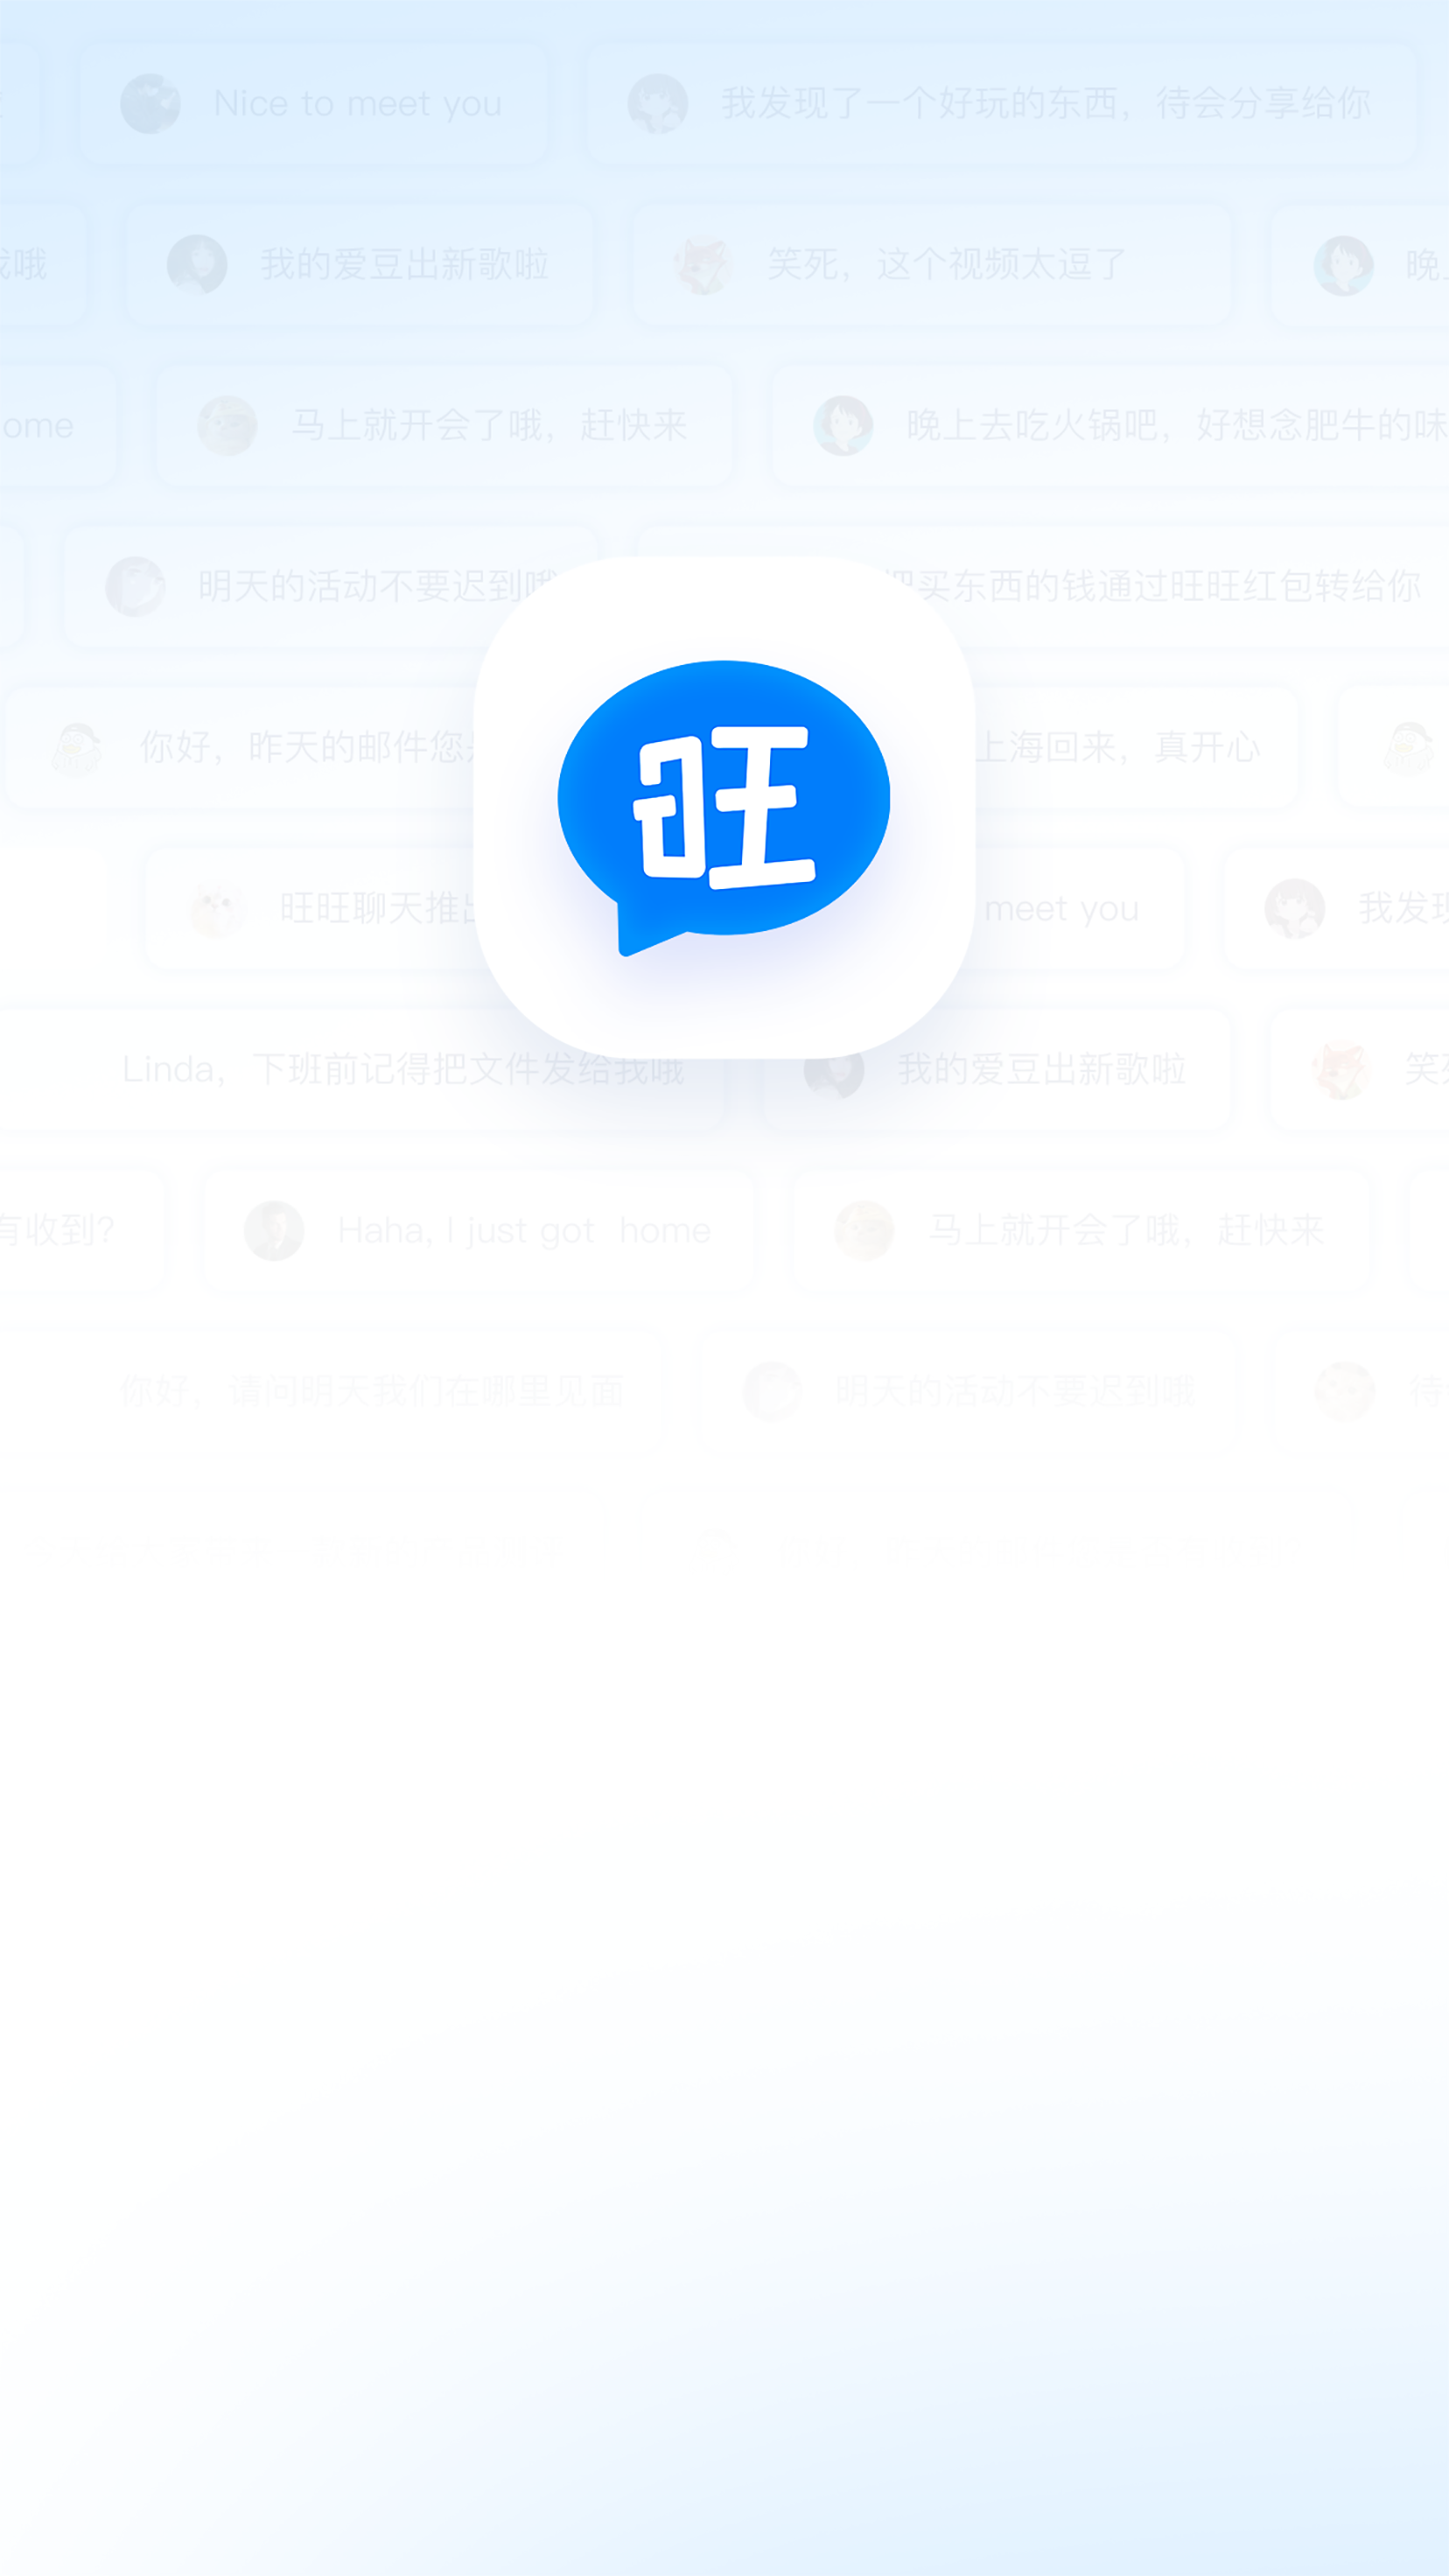 Nice to meet you 我发现了一个好玩的东西，待会分享给你
我哦 我的爱豆出新歌啦 笑死，这个视频太逗了 晚上
ome 马上就开会了哦，赶快来 晚上去吃火锅吧，好想念肥牛的味
明天的活动不要迟到哦 把买东西的钱通过旺旺红包转给你
旺
你好，昨天的邮件您 上海回来，真开心
旺旺聊天推出 meet you 我发现
Linda，下班前记得把文件发给我哦 我的爱豆出新歌啦 笑死
有收到？ Haha, I just got home 马上就开会了哦，赶快来
你好，请问明天我们在哪里见面 明天的活动不要迟到哦 待